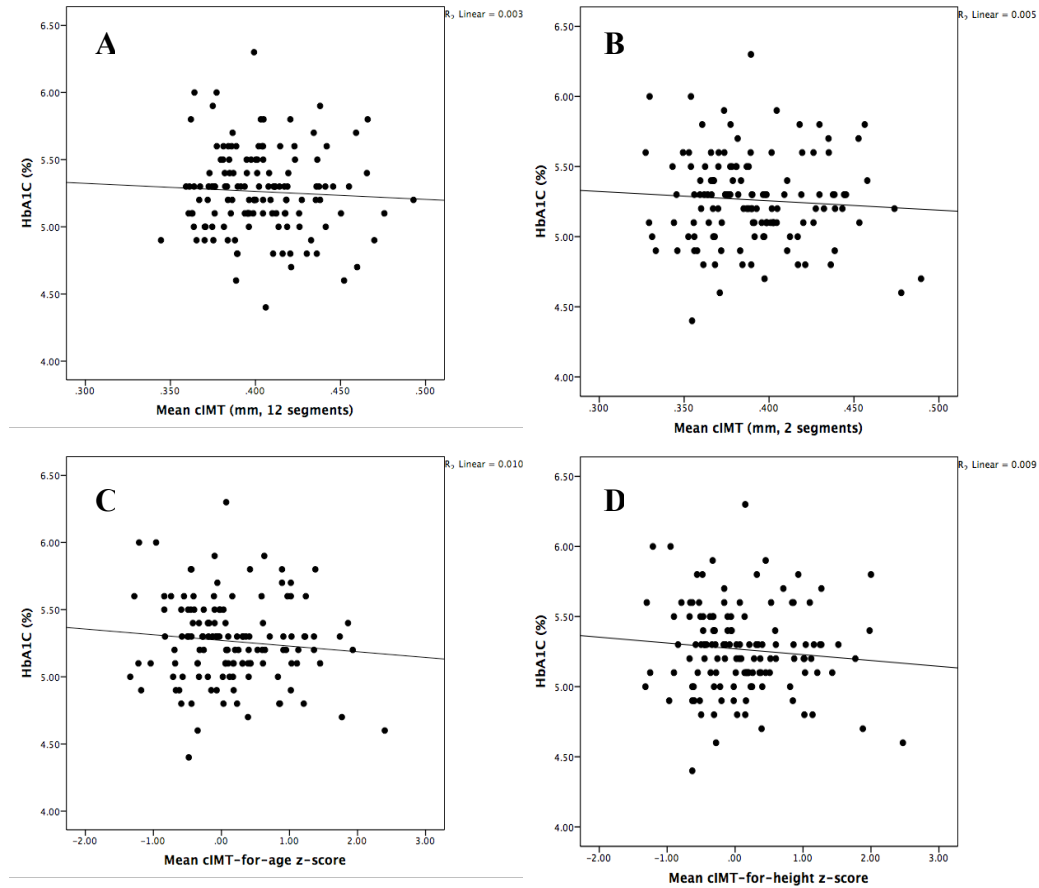 A
R, Linear = 0.003
HbA1C (%)
6.50
6.00
5.50
5.00
4.50
4.00
.300
.350
.400
.450
.500
Mean cIMT (mm, 12 segments)
B
R, Linear = 0.005
HbA1C (%)
6.50
6.00
5.50
5.00
4.50
4.00
.300
.350
.400
.450
.500
Mean cIMT (mm, 2 segments)
C
R, Linear = 0.010
HbA1C (%)
6.50
6.00
5.50
5.00
4.50
4.00
-2.00
-1.00
.00
1.00
2.00
3.00
Mean cIMT-for-age z-score
D
R, Linear = 0.009
HbA1C (%)
6.50
6.00
5.50
5.00
4.50
4.00
-2.00
-1.00
.00
1.00
2.00
3.00
Mean cIMT-for-height z-score